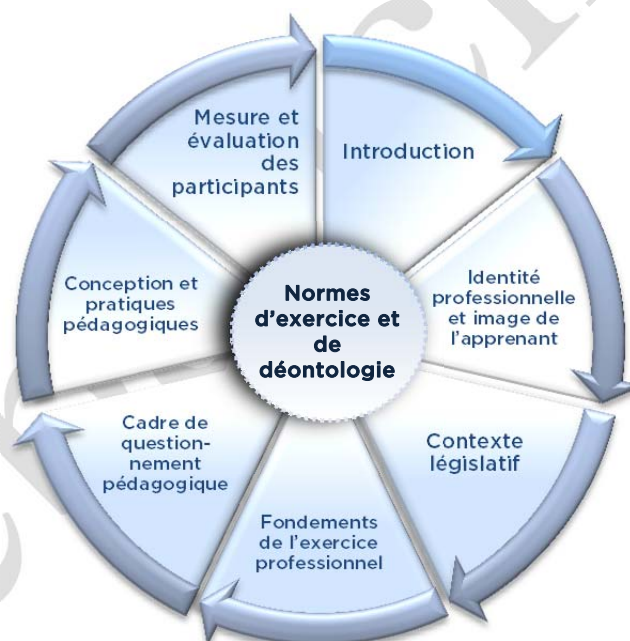 Mesure et
évaluation
des
participants
Introduction
Identité
professionnelle
et image de
l'apprenant
Contexte
législatif
Fondements
de l'exercice
professionnel
Cadre de
question-
nement
pédagogique
Conception et
pratiques
pédagogiques
Normes
d'exercice et
de
déontologie